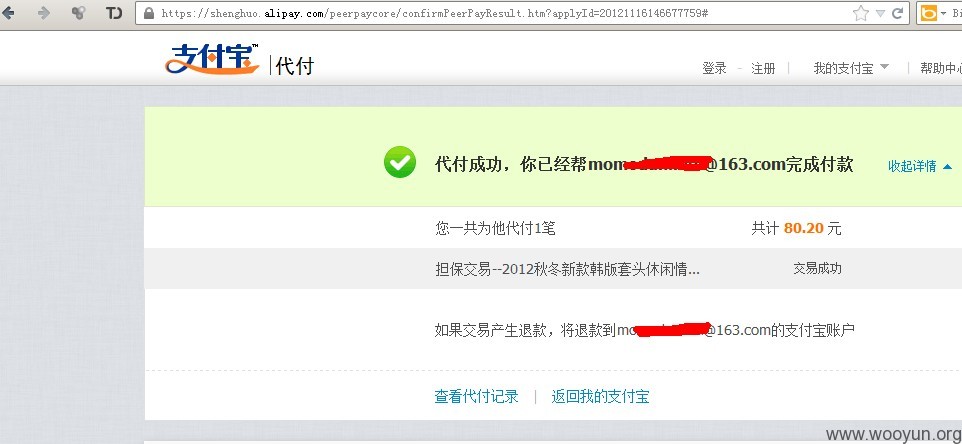 https://shenghuo.alipay.com/peerpaycore/confirmPeerPayResult.htm?applyId=20121116146677759#
支付宝™ | 代付
登录 - 注册 | 我的支付宝 | 帮助中心
代付成功，你已经帮mom @163.com完成付款 收起详情
您一共为他代付1笔 共计 80.20 元
担保交易--2012秋冬新款韩版套头休闲情... 交易成功
如果交易产生退款，将退款到mo @163.com的支付宝账户
查看代付记录 | 返回我的支付宝
www.wooyun.org